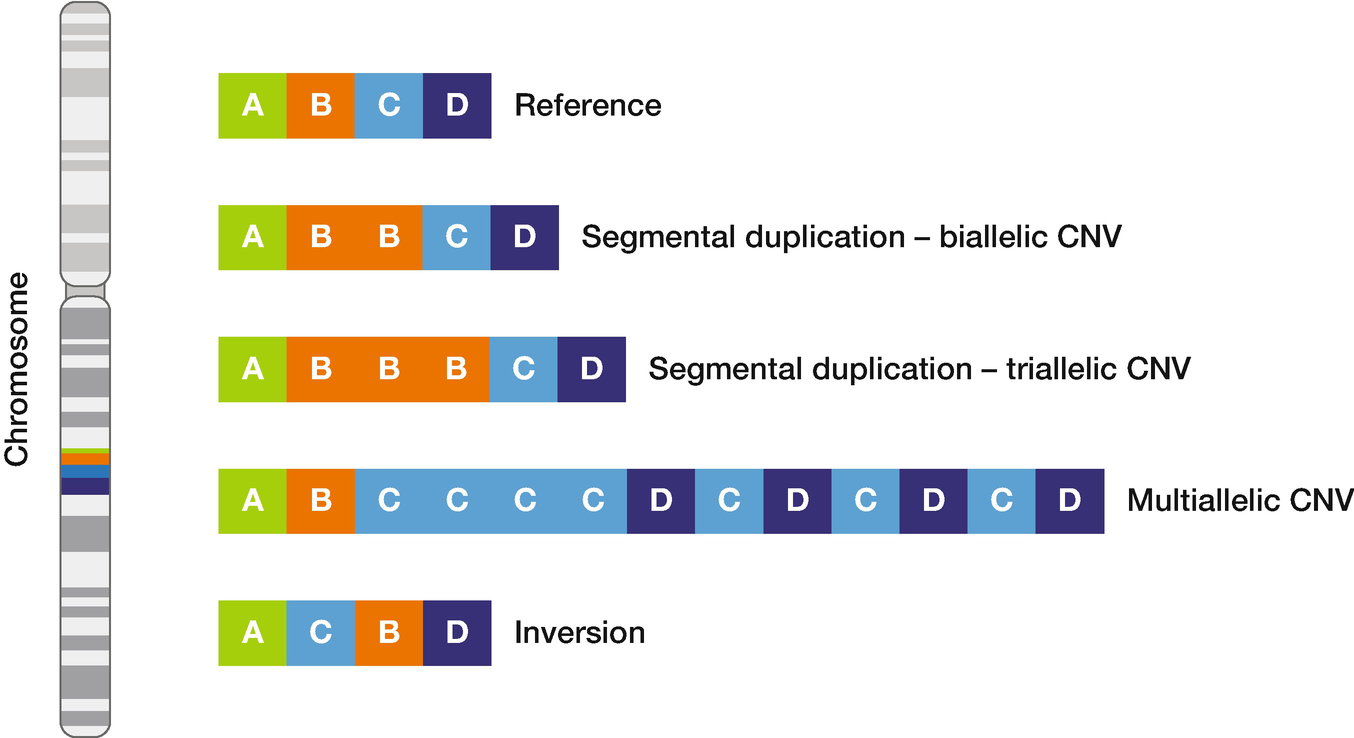 Chromosome
A B C D Reference
A B B C D Segmental duplication – biallelic CNV
A B B B C D Segmental duplication – triallelic CNV
A B C C C C D C D C D C D Multiallelic CNV
A C B D Inversion